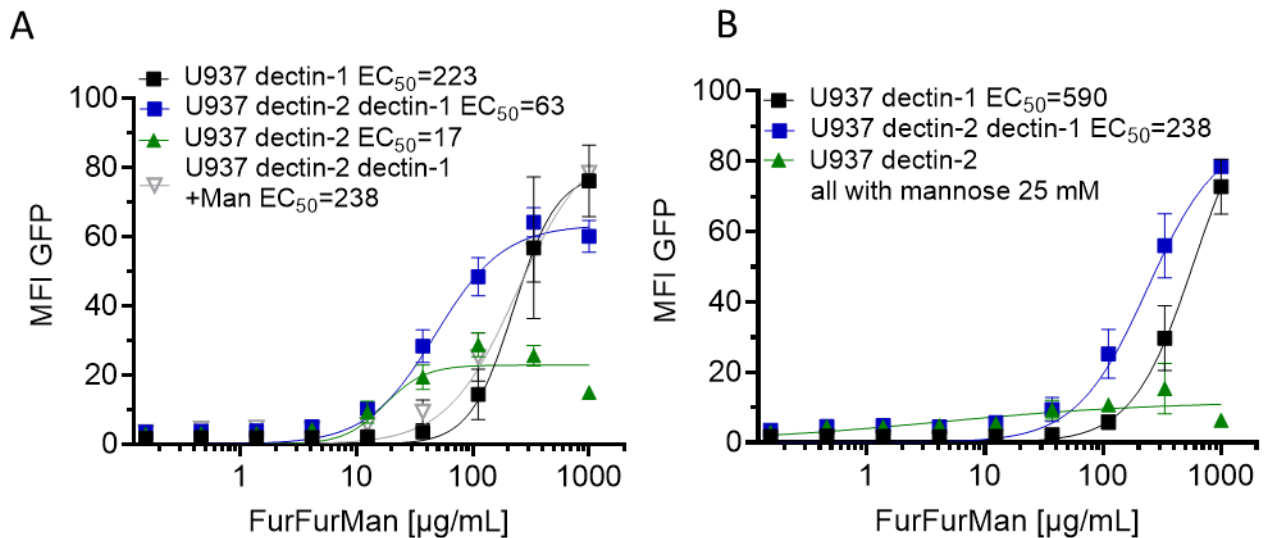 A
U937 dectin-1 EC50=223
U937 dectin-2 dectin-1 EC50=63
U937 dectin-2 EC50=17
U937 dectin-2 dectin-1
+Man EC50=238
100
80
60
40
20
0
MFI GFP
1 10 100 1000
FurFurMan [µg/mL]
B
U937 dectin-1 EC50=590
U937 dectin-2 dectin-1 EC50=238
U937 dectin-2
all with mannose 25 mM
100
80
60
40
20
0
MFI GFP
1 10 100 1000
FurFurMan [µg/mL]